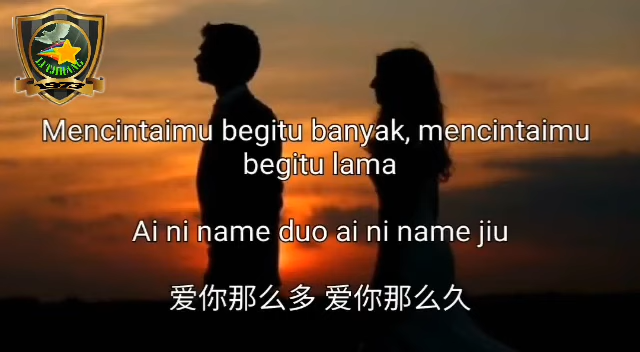 Mencintaimu begitu banyak, mencintaimu
begitu lama
Ai ni name duo ai ni name jiu
爱你那么多 爱你那么久